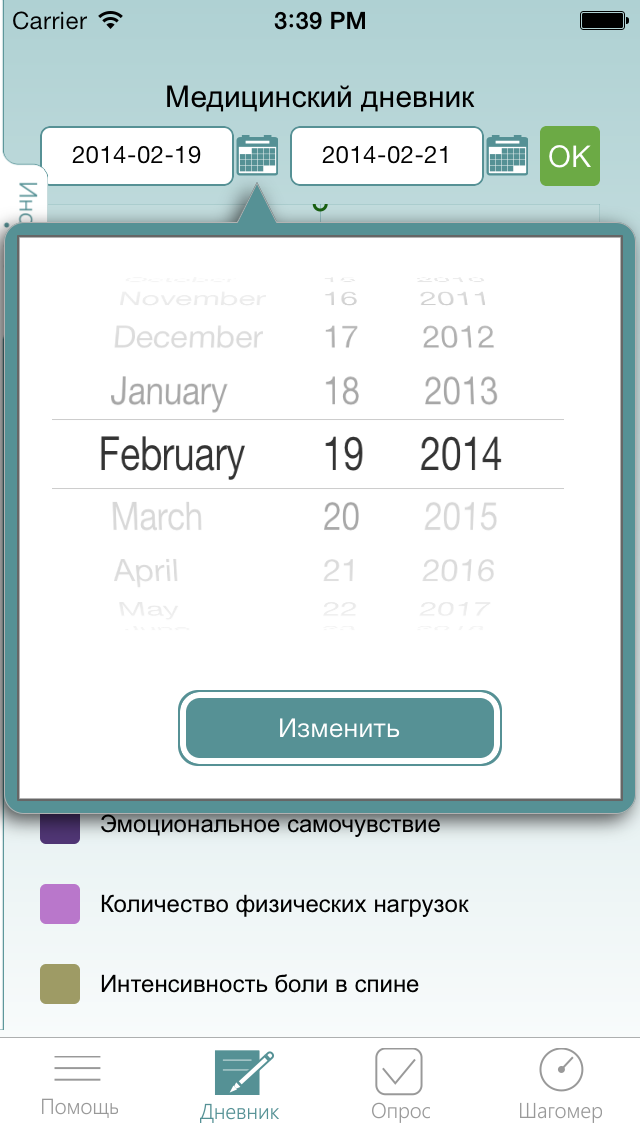 Carrier 3:39 PM
Медицинский дневник
2014-02-19 2014-02-21 OK
October
November 16 2011
December 17 2012
January 18 2013
February 19 2014
March 20 2015
April 21 2016
May 22 2017
Изменить
Эмоциональное самочувствие
Количество физических нагрузок
Интенсивность боли в спине
Помощь Дневник Опрос Шагомер